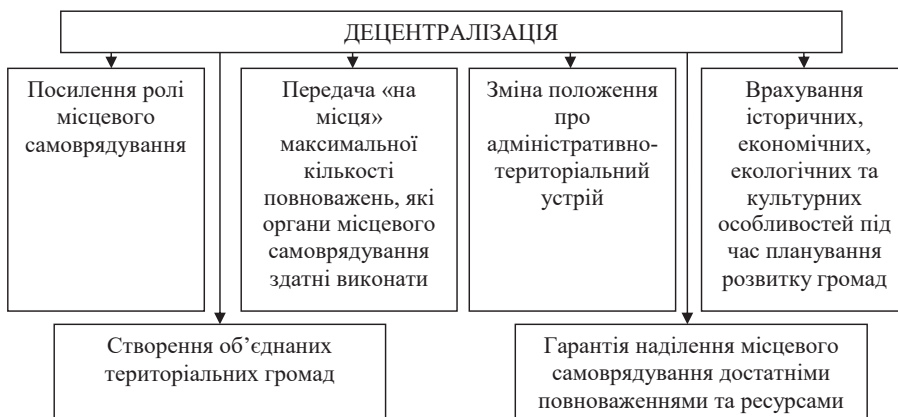 ДЕЦЕНТРАЛІЗАЦІЯ
Посилення ролі
місцевого
самоврядування
Передача «на
місця»
максимальної
кількості
повноважень, які
органи місцевого
самоврядування
здатні виконати
Зміна положення
про
адміністративно-
територіальний
устрій
Врахування
історичних,
економічних,
екологічних та
культурних
особливостей під
час планування
розвитку громад
Створення об’єднаних
територіальних громад
Гарантія наділення місцевого
самоврядування достатніми
повноваженнями та ресурсами